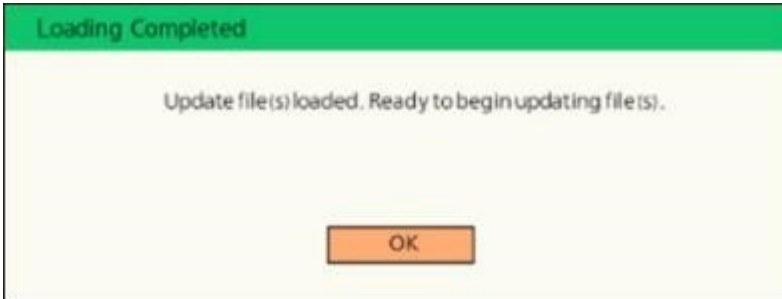 Loading Completed
Update file(s) loaded. Ready to begin updating file(s).
OK